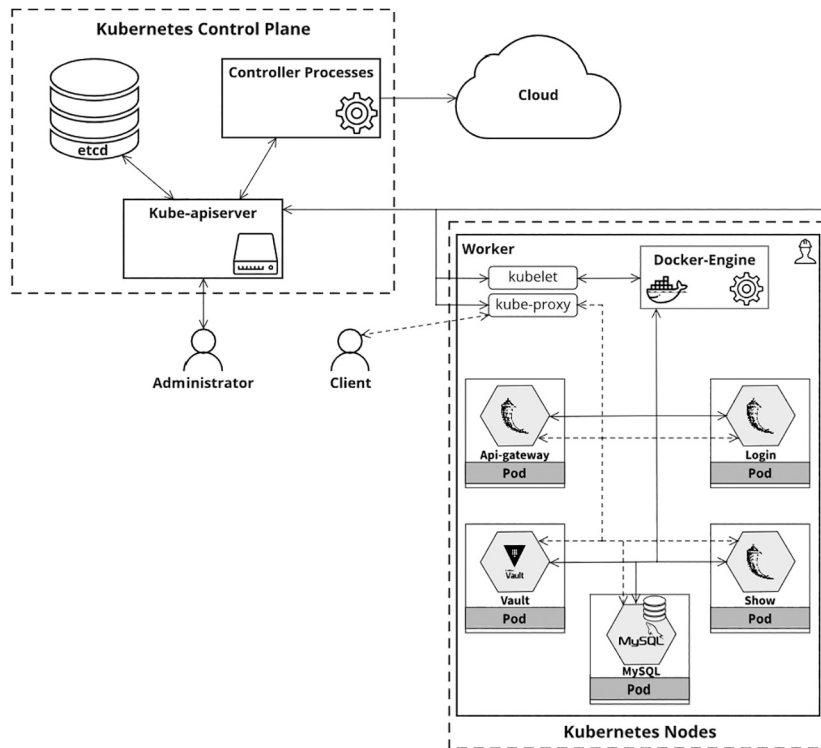 Kubernetes Control Plane
Controller Processes
Cloud
etcd
Kube-apiserver
Worker
Docker-Engine
kubelet
kube-proxy
Administrator
Client
Api-gateway
Pod
Login
Pod
Vault
Vault
Pod
Show
Pod
MySQL
MySQL
Pod
Kubernetes Nodes